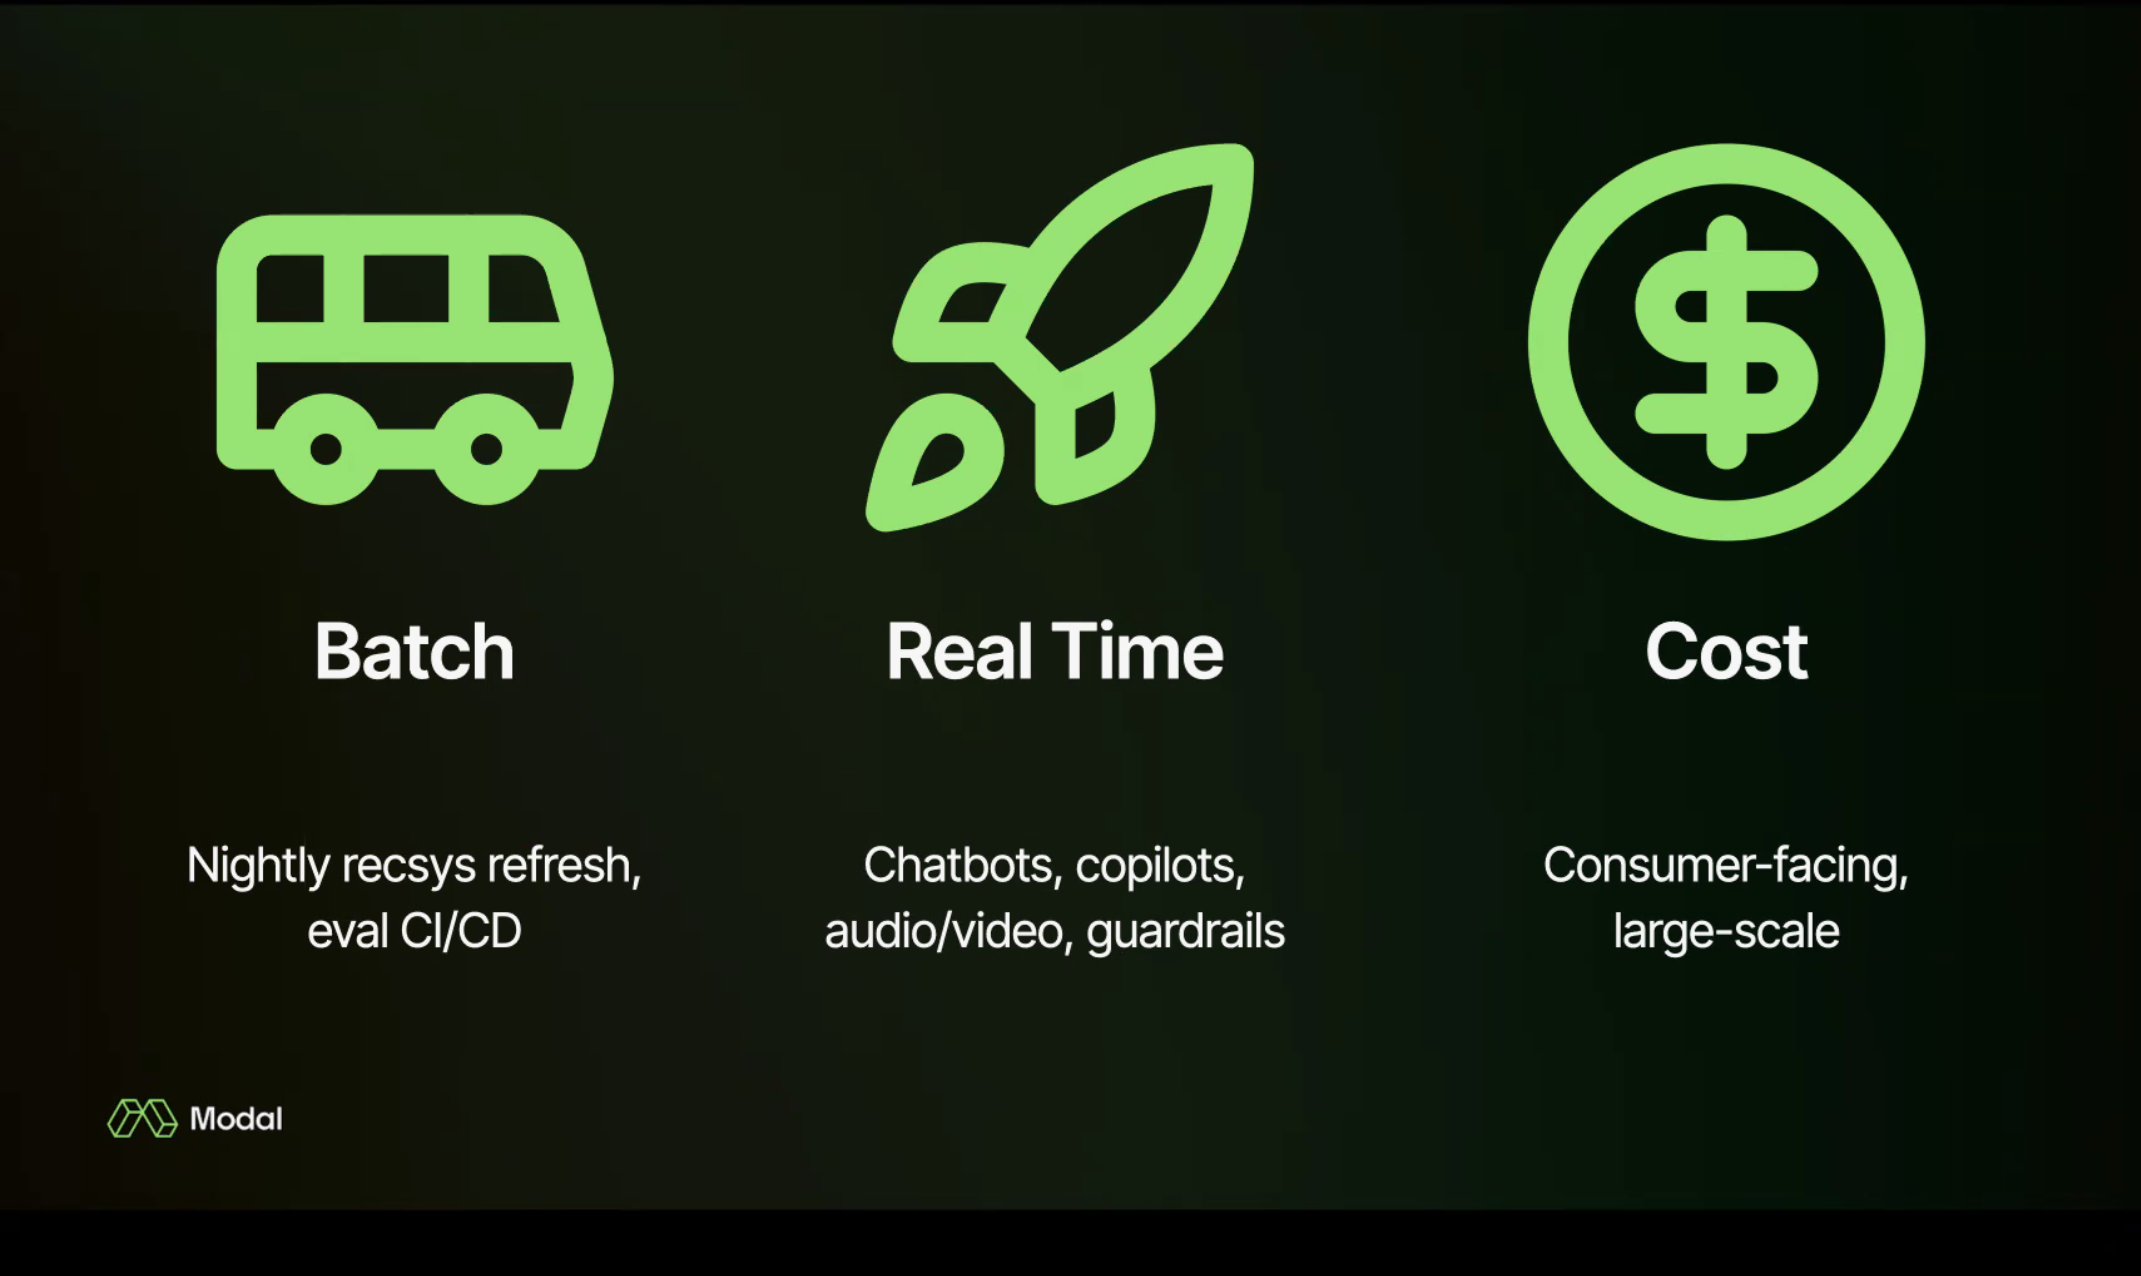 Batch
Nightly recsys refresh,
eval CI/CD
Real Time
Chatbots, copilots,
audio/video, guardrails
Cost
Consumer-facing,
large-scale
Modal